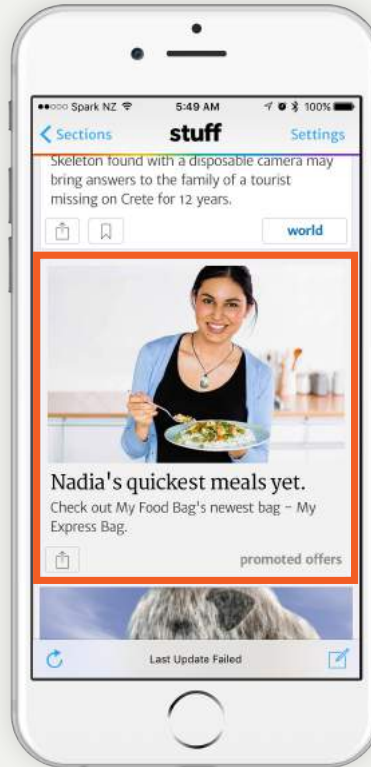 Spark NZ 5:49 AM 100%
Sections stuff Settings
Skeleton found with a disposable camera may
bring answers to the family of a tourist
missing on Crete for 12 years.
world
Nadia's quickest meals yet.
Check out My Food Bag's newest bag – My
Express Bag.
promoted offers
Last Update Failed